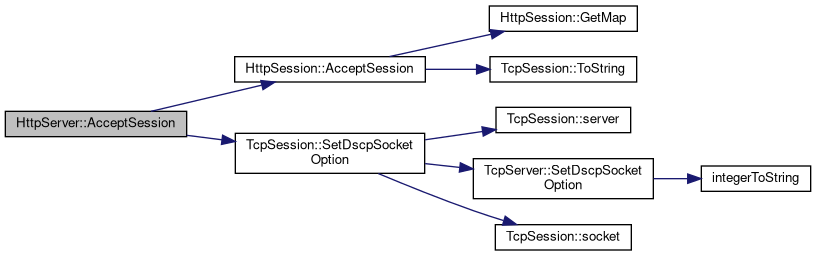 HttpServer::AcceptSession
HttpSession::AcceptSession
HttpSession::GetMap
TcpSession::ToString
TcpSession::SetDscpSocket
Option
TcpSession::server
TcpServer::SetDscpSocket
Option
integerToString
TcpSession::socket